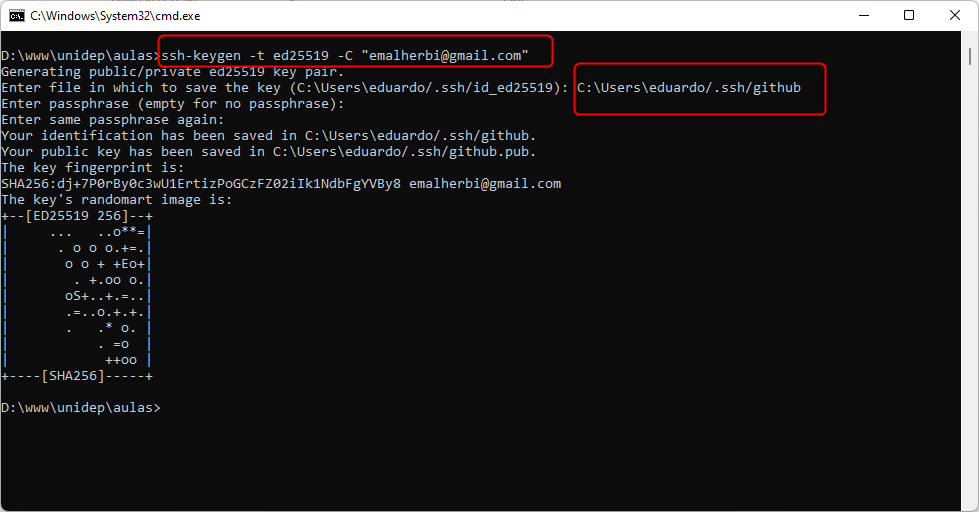 C:\Windows\System32\cmd.exe
D:\www\unidep\aulas>ssh-keygen -t ed25519 -C "emalherbi@gmail.com"
Generating public/private ed25519 key pair.
Enter file in which to save the key (C:\Users\eduardo/.ssh/id_ed25519): C:\Users\eduardo/.ssh/github
Enter passphrase (empty for no passphrase):
Enter same passphrase again:
Your identification has been saved in C:\Users\eduardo/.ssh/github.
Your public key has been saved in C:\Users\eduardo/.ssh/github.pub.
The key fingerprint is:
SHA256:dj+7P0rBy0c3wU1ErtizPoGCzFZ02iIk1NdbFgYVBy8 emalherbi@gmail.com
The key's randomart image is:
+--[ED25519 256]--+
|     ...   ..o**=|
|      . o o o.+=.|
|       o o + +Eo+|
|        . +.oo o.|
|       oS+..+.=..|
|       .=..o.+.+.|
|       .   .* o. |
|           . =o  |
|            ++oo |
+----[SHA256]-----+
D:\www\unidep\aulas>